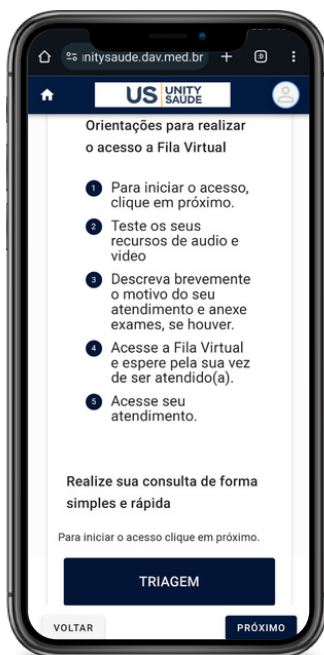 nitysaude.dav.med.br
US UNITY
SAÚDE
Orientações para realizar
o acesso a Fila Virtual
1 Para iniciar o acesso,
clique em próximo.
2 Teste os seus
recursos de audio e
video
3 Descreva brevemente
o motivo do seu
atendimento e anexe
exames, se houver.
4 Acesse a Fila Virtual
e espere pela sua vez
de ser atendido(a).
5 Acesse seu
atendimento.
Realize sua consulta de forma
simples e rápida
Para iniciar o acesso clique em próximo.
TRIAGEM
VOLTAR
PRÓXIMO